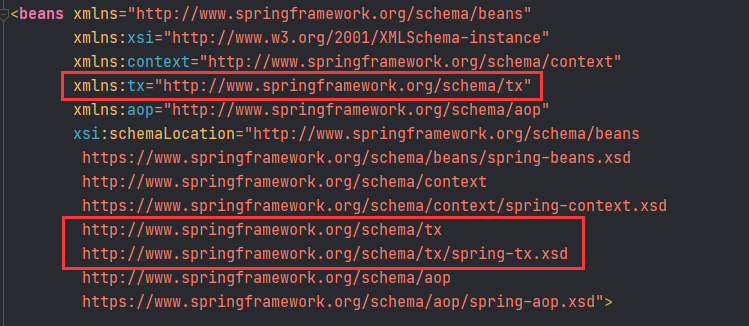 <beans xmlns="http://www.springframework.org/schema/beans"
xmlns:xsi="http://www.w3.org/2001/XMLSchema-instance"
xmlns:context="http://www.springframework.org/schema/context"
xmlns:tx="http://www.springframework.org/schema/tx"
xmlns:aop="http://www.springframework.org/schema/aop"
xsi:schemaLocation="http://www.springframework.org/schema/beans
https://www.springframework.org/schema/beans/spring-beans.xsd
http://www.springframework.org/schema/context
https://www.springframework.org/schema/context/spring-context.xsd
http://www.springframework.org/schema/tx
http://www.springframework.org/schema/tx/spring-tx.xsd
http://www.springframework.org/schema/aop
https://www.springframework.org/schema/aop/spring-aop.xsd">